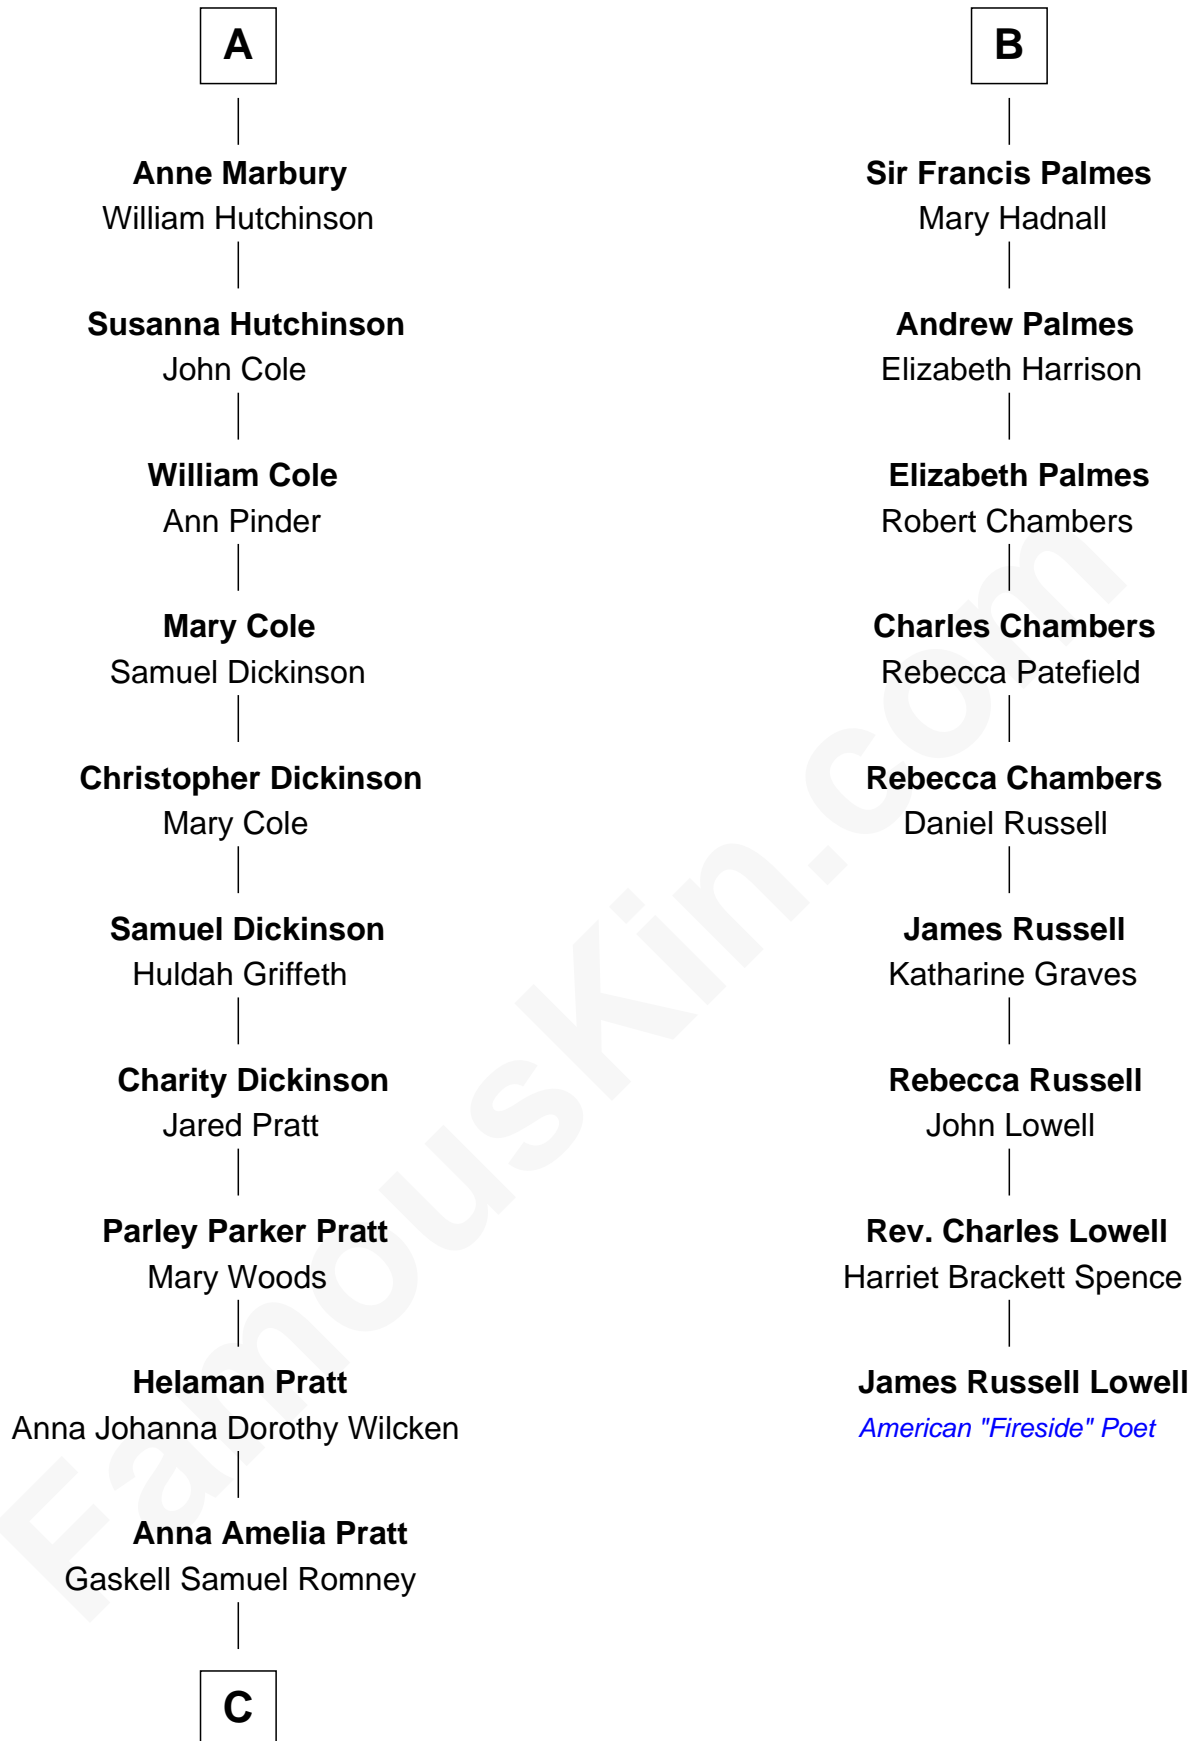 A
Anne Marbury
William Hutchinson
Susanna Hutchinson
John Cole
William Cole
Ann Pinder
Mary Cole
Samuel Dickinson
Christopher Dickinson
Mary Cole
Samuel Dickinson
Huldah Griffeth
Charity Dickinson
Jared Pratt
Parley Parker Pratt
Mary Woods
Helaman Pratt
Anna Johanna Dorothy Wilcken
Anna Amelia Pratt
Gaskell Samuel Romney
C
B
Sir Francis Palmes
Mary Hadnall
Andrew Palmes
Elizabeth Harrison
Elizabeth Palmes
Robert Chambers
Charles Chambers
Rebecca Patefield
Rebecca Chambers
Daniel Russell
James Russell
Katharine Graves
Rebecca Russell
John Lowell
Rev. Charles Lowell
Harriet Brackett Spence
James Russell Lowell
American "Fireside" Poet
FamousKin.com